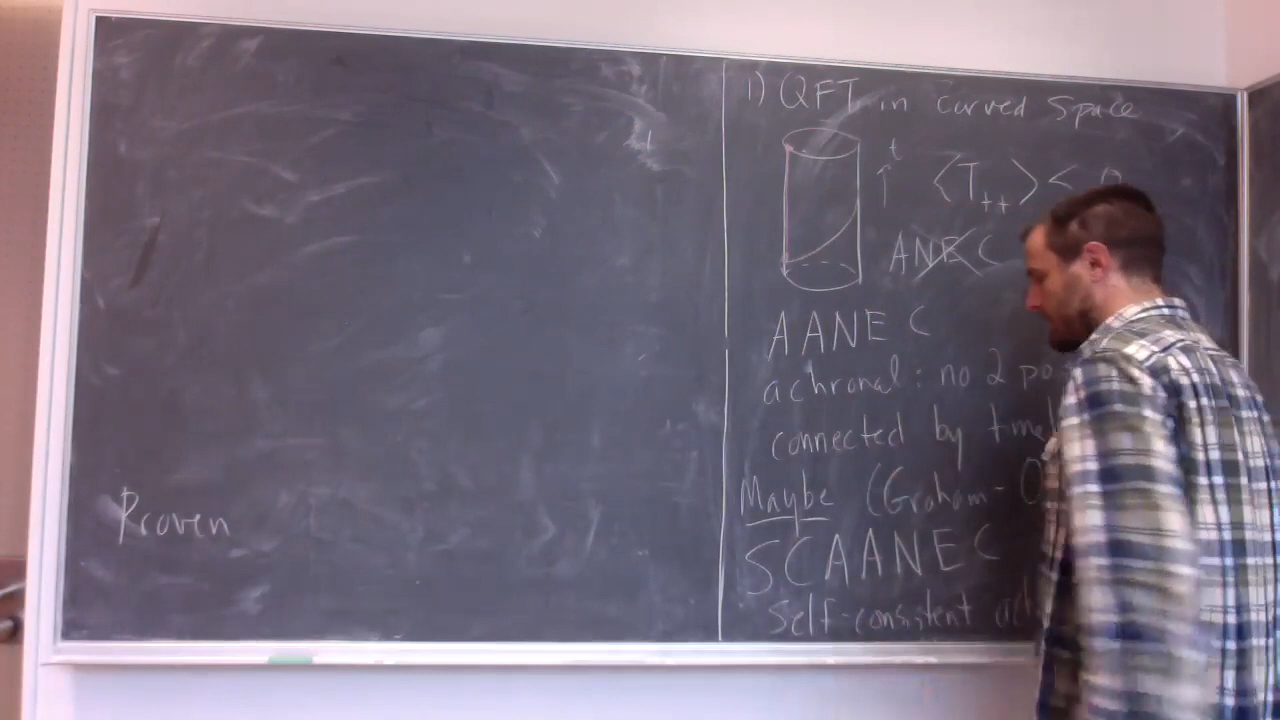 1) QFT in Curved Space
t
⟨T₊₊⟩ <
ANEC
AANEC
achronal: no 2
connected by
Maybe (Graham-
SCAANEC
Self-consistent
Proven